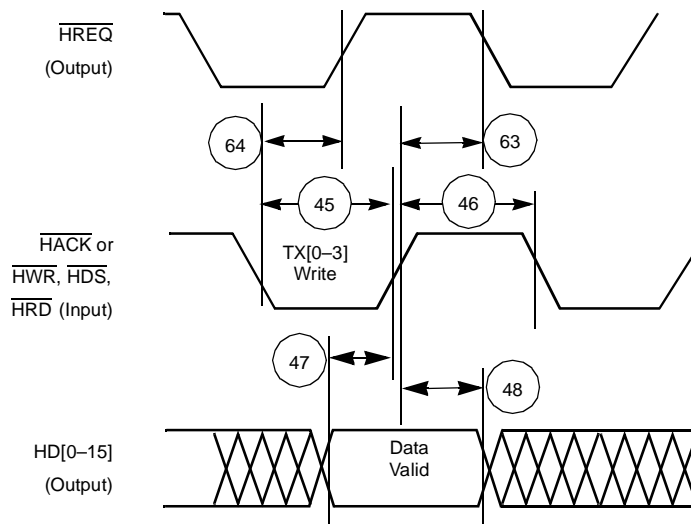 HREQ
(Output)
64
63
45
46
HACK or
HWR, HDS,
HRD (Input)
TX[0–3]
Write
47
48
HD[0–15]
(Output)
Data
Valid